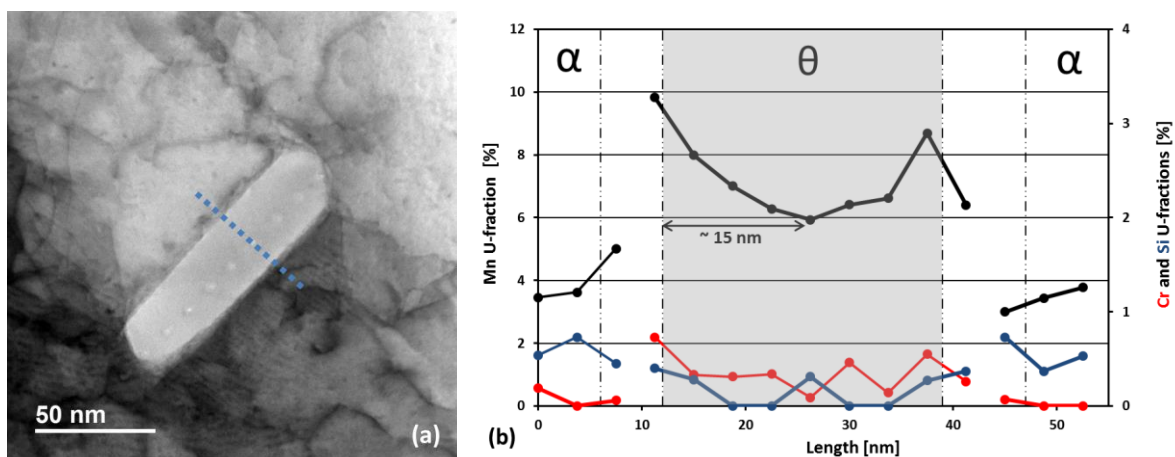 50 nm
(a)
(b)
Mn U-fraction [%]
12
10
8
6
4
2
0
α
θ
α
~ 15 nm
4
3
2
1
0
Cr and Si U-fractions [%]
0
10
20
30
40
50
Length [nm]